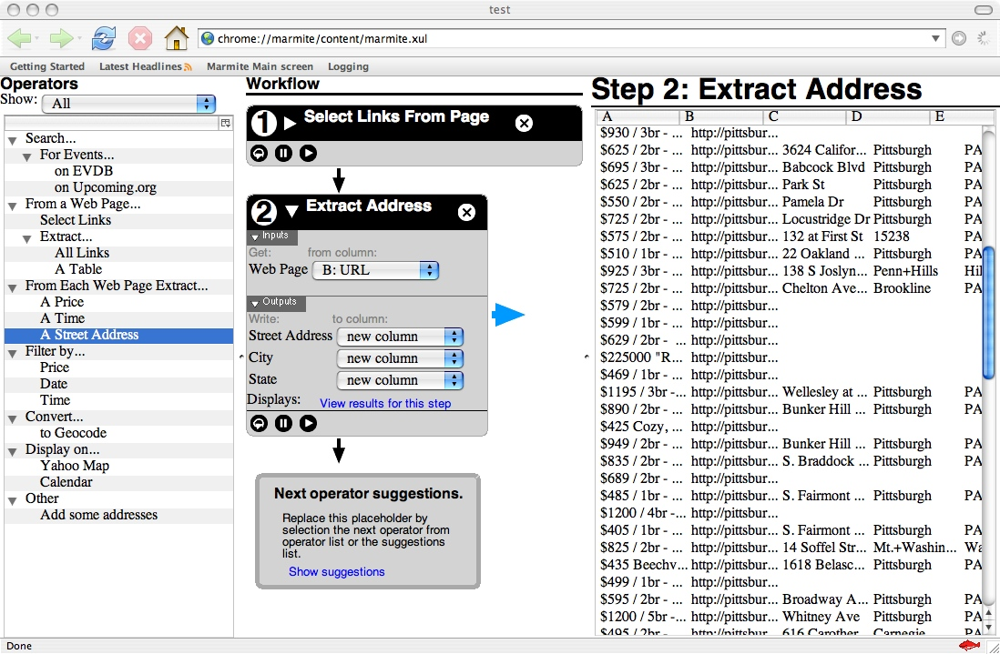 test
chrome://marmite/content/marmite.xul
Getting Started Latest Headlines Marmite Main screen Logging
Operators
Show: All
Search...
For Events...
on EVDB
on Upcoming.org
From a Web Page...
Select Links
Extract...
All Links
A Table
From Each Web Page Extract...
A Price
A Time
A Street Address
Filter by...
Price
Date
Time
Convert...
to Geocode
Display on...
Yahoo Map
Calendar
Other
Add some addresses
Workflow
1 Select Links From Page
2 Extract Address
Inputs
Get: from column:
Web Page B: URL
Outputs
Write: to column:
Street Address new column
City new column
State new column
Displays: View results for this step
Next operator suggestions.
Replace this placeholder by
selection the next operator from
operator list or the suggestions
list.
Show suggestions
Step 2: Extract Address
A B C D E
$930 / 3br - ... http://pittsbur...
$625 / 2br - ... http://pittsbur... 3624 Califor... Pittsburgh PA
$695 / 3br - ... http://pittsbur... Babcock Blvd Pittsburgh PA
$625 / 2br - ... http://pittsbur... Park St Pittsburgh PA
$550 / 2br - ... http://pittsbur... Pamela Dr Pittsburgh PA
$725 / 2br - ... http://pittsbur... Locustridge Dr Pittsburgh PA
$575 / 2br - ... http://pittsbur... 132 at First St 15238 PA
$510 / 1br - ... http://pittsbur... 22 Oakland ... Pittsburgh PA
$925 / 3br - ... http://pittsbur... 138 S Joslyn... Penn+Hills Hil
$725 / 2br - ... http://pittsbur... Chelton Ave... Brookline PA
$579 / 2br - ... http://pittsbur...
$599 / 1br - ... http://pittsbur...
$629 / 2br - ... http://pittsbur...
$225000 "R... http://pittsbur...
$469 / 1br - ... http://pittsbur...
$1195 / 3br -... http://pittsbur... Wellesley at ... Pittsburgh PA
$890 / 2br - ... http://pittsbur... Bunker Hill ... Pittsburgh PA
$425 Cozy, ... http://pittsbur...
$949 / 2br - ... http://pittsbur... Bunker Hill ... Pittsburgh PA
$835 / 2br - ... http://pittsbur... S. Braddock ... Pittsburgh PA
$689 / 2br - ... http://pittsbur...
$485 / 1br - ... http://pittsbur... S. Fairmont ... Pittsburgh PA
$1200 / 4br -... http://pittsbur...
$405 / 1br - ... http://pittsbur... S. Fairmont ... Pittsburgh PA
$825 / 2br - ... http://pittsbur... 14 Soffel Str... Mt.+Washin... Wa
$435 Beechv... http://pittsbur... 1618 Belasc... Pittsburgh PA
$499 / 1br - ... http://pittsbur...
$595 / 2br - ... http://pittsbur... Broadway A... Pittsburgh PA
$1200 / 5br -... http://pittsbur... Whitney Ave Pittsburgh PA
$495 / 2br - ... http://pittsbur... 616 Carother... Carnegie PA
Done